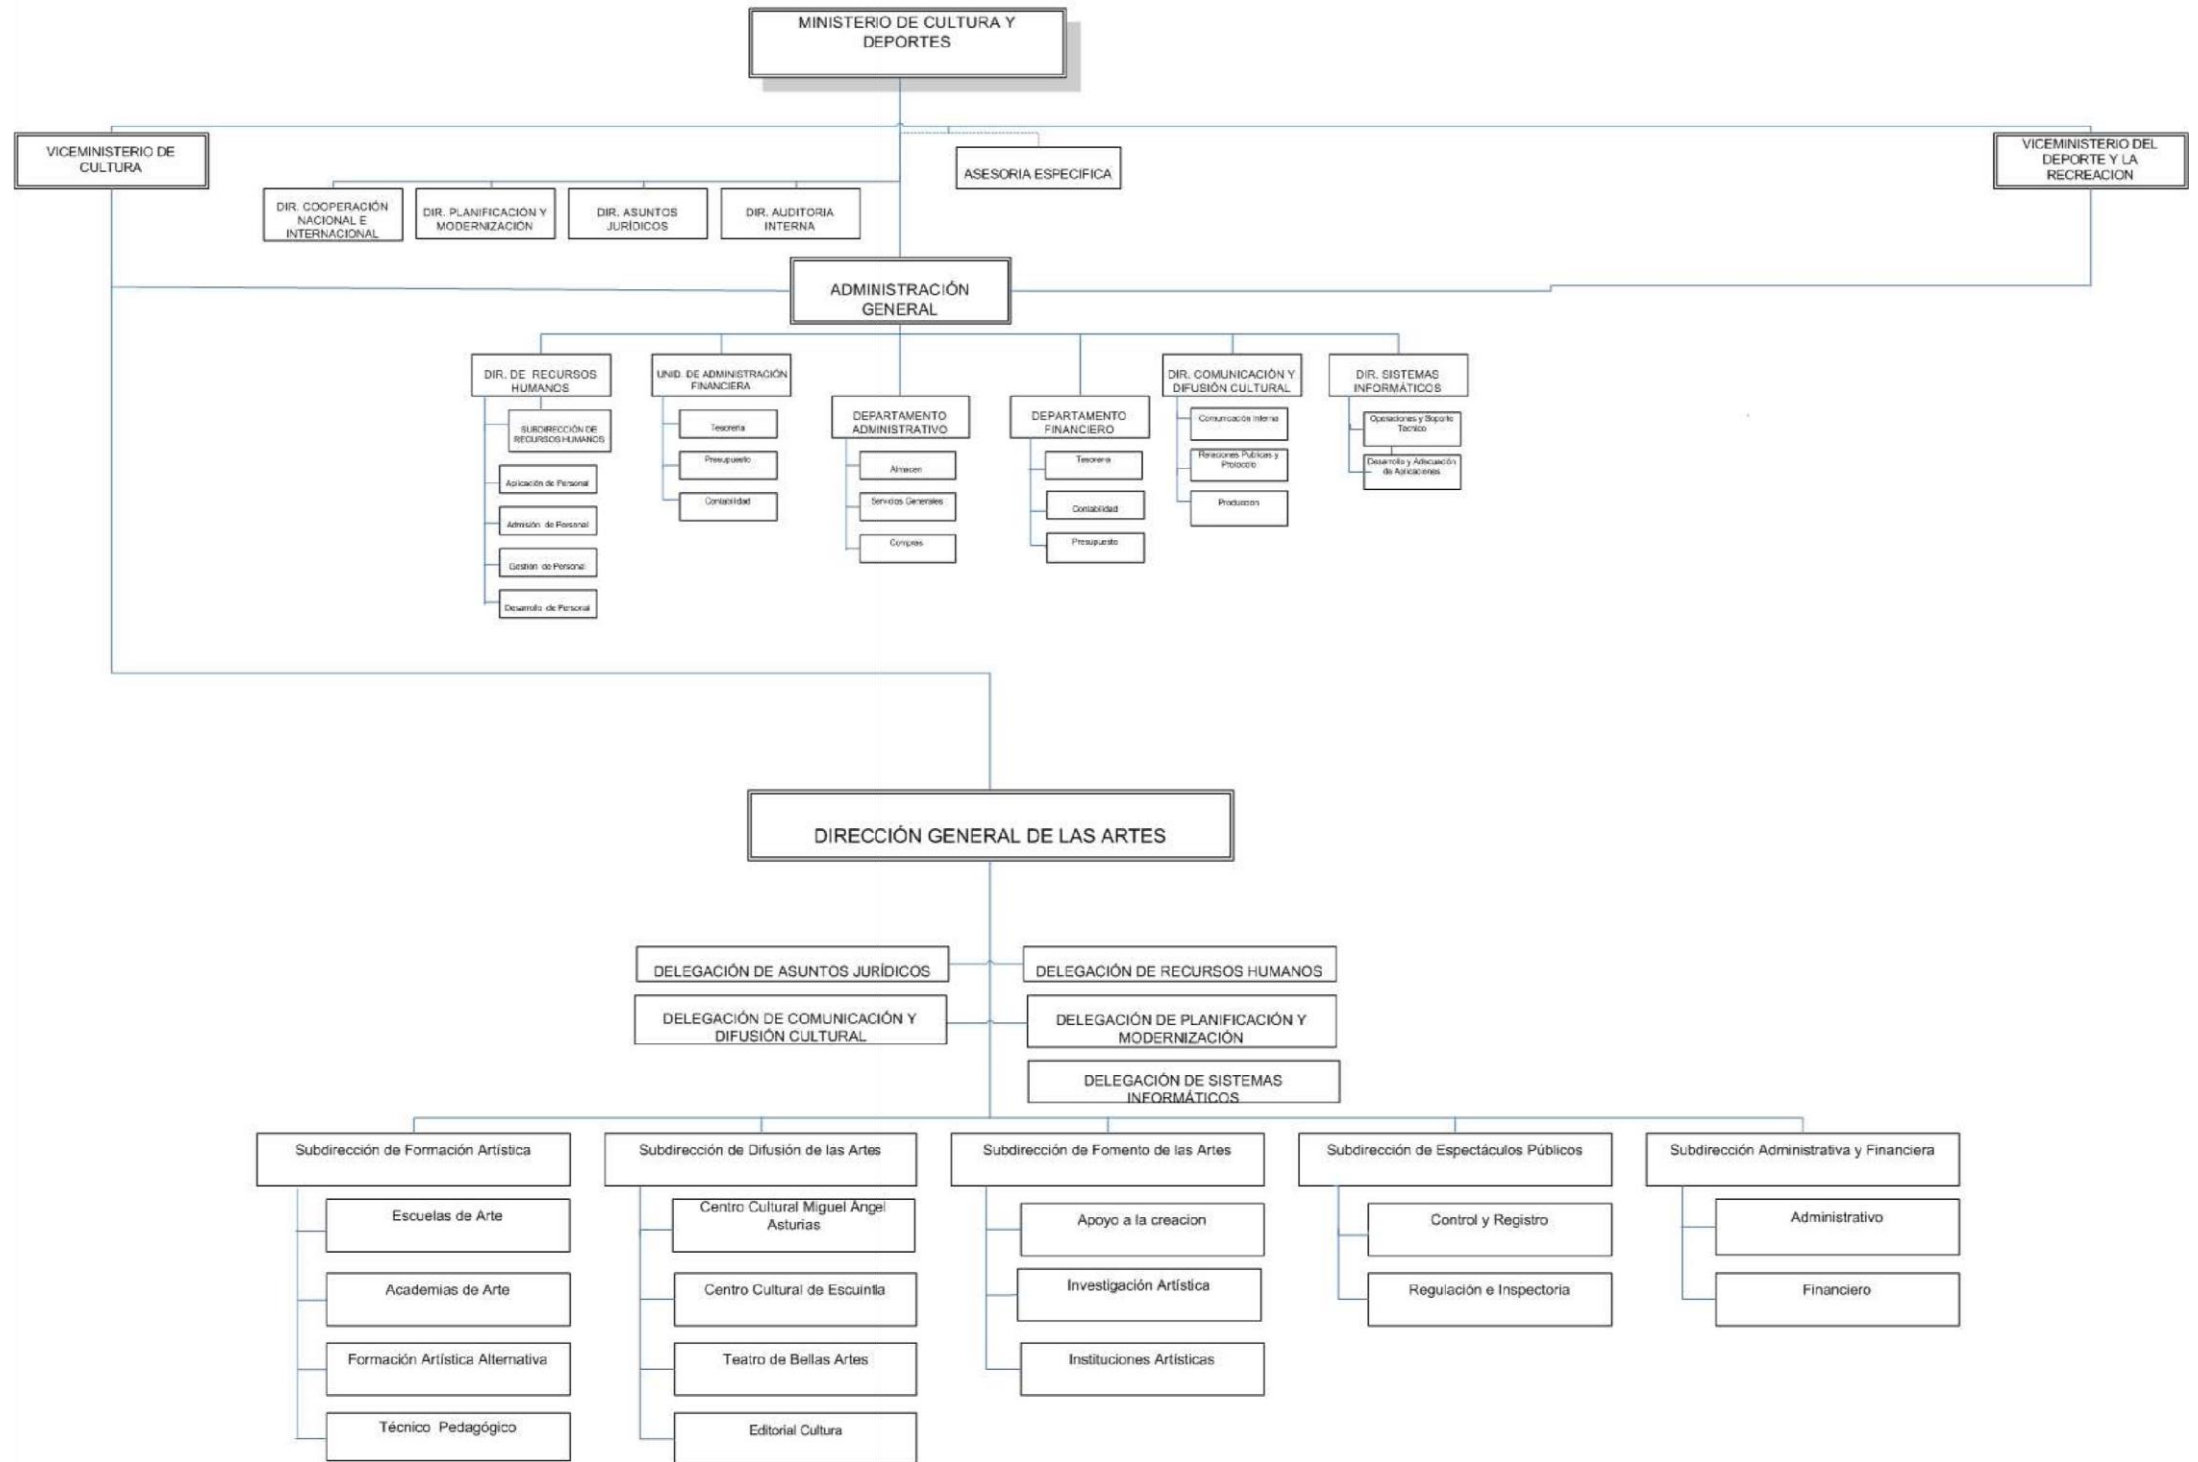 MINISTERIO DE CULTURA Y
DEPORTES
VICEMINISTERIO DE
CULTURA
ASESORIA ESPECIFICA
VICEMINISTERIO DEL
DEPORTE Y LA
RECREACION
DIR. COOPERACIÓN
NACIONAL E
INTERNACIONAL
DIR. PLANIFICACIÓN Y
MODERNIZACIÓN
DIR. ASUNTOS
JURÍDICOS
DIR. AUDITORIA
INTERNA
ADMINISTRACIÓN
GENERAL
DIR. DE RECURSOS
HUMANOS
SUBDIRECCIÓN DE
RECURSOS HUMANOS
Aplicación de Personal
Admisión de Personal
Gestion de Personal
Desarrollo de Personal
UNID. DE ADMINISTRACIÓN
FINANCIERA
Tesoreria
Presupuesto
Contabilidad
DEPARTAMENTO
ADMINISTRATIVO
Almacen
Servicios Generales
Compras
DEPARTAMENTO
FINANCIERO
Tesoreria
Contabilidad
Presupuesto
DIR. COMUNICACIÓN Y
DIFUSIÓN CULTURAL
Comunicación Interna
Relaciones Publicas y
Protocolo
Produccion
DIR. SISTEMAS
INFORMÁTICOS
Operaciones y Soporte
Tecnico
Desarrollo y Adecuación
de Aplicaciones
DIRECCIÓN GENERAL DE LAS ARTES
DELEGACIÓN DE ASUNTOS JURÍDICOS
DELEGACIÓN DE RECURSOS HUMANOS
DELEGACIÓN DE COMUNICACIÓN Y
DIFUSIÓN CULTURAL
DELEGACIÓN DE PLANIFICACIÓN Y
MODERNIZACIÓN
DELEGACIÓN DE SISTEMAS
INFORMÁTICOS
Subdirección de Formación Artística
Escuelas de Arte
Academias de Arte
Formación Artística Alternativa
Técnico Pedagógico
Subdirección de Difusión de las Artes
Centro Cultural Miguel Ángel
Asturias
Centro Cultural de Escuintla
Teatro de Bellas Artes
Editorial Cultura
Subdirección de Fomento de las Artes
Apoyo a la creacion
Investigación Artística
Instituciones Artísticas
Subdirección de Espectáculos Públicos
Control y Registro
Regulación e Inspectoria
Subdirección Administrativa y Financiera
Administrativo
Financiero